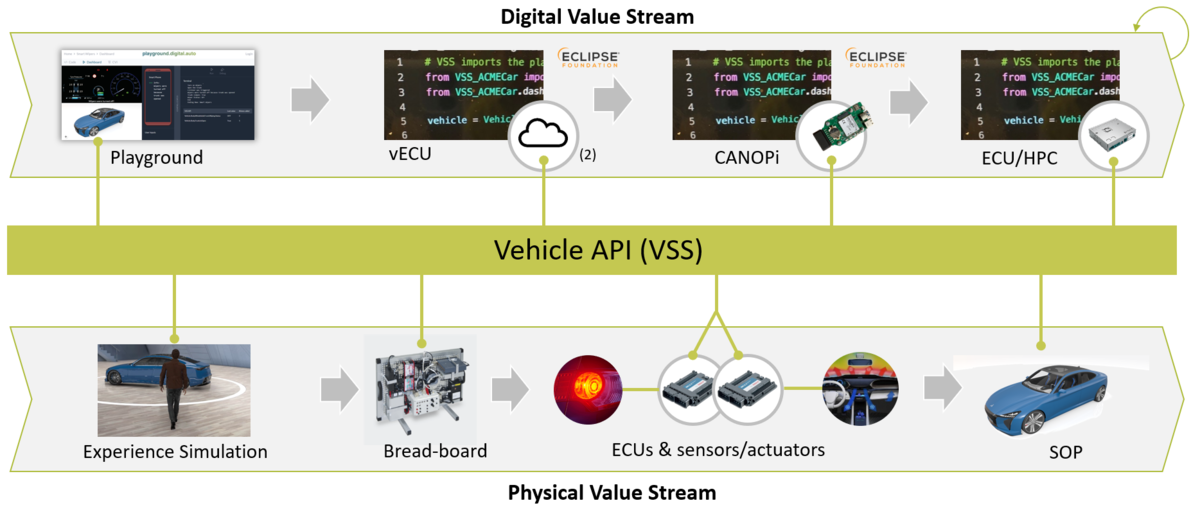 Digital Value Stream
playground.digital.auto
Playground
1 # VSS imports the pla
2 from VSS_ACMECar impo
3 from VSS_ACMECar.dash
4
5 vehicle = Vehic
6
vECU
(2)
ECLIPSE
FOUNDATION
1 # VSS imports the pla
2 from VSS_ACMECar impo
3 from VSS_ACMECar.dash
4
5 vehicle = Vehi
6
CANOPi
ECLIPSE
FOUNDATION
1 # VSS imports the pla
2 from VSS_ACMECar impo
3 from VSS_ACMECar.dash
4
5 vehicle = Vehic
6
ECU/HPC
Vehicle API (VSS)
Experience Simulation
Bread-board
ECUs & sensors/actuators
SOP
Physical Value Stream